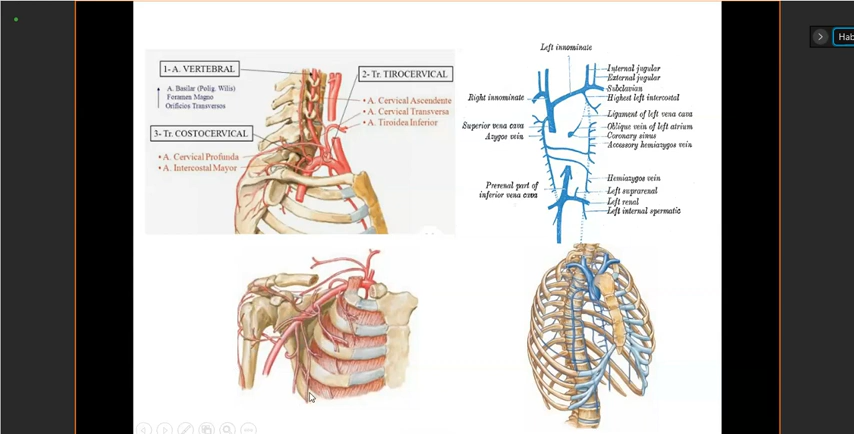 1- A. VERTEBRAL
A. Basilar (Polig. Wilis)
Foramen Magno
Orificios Transversos
2- Tr. TIROCERVICAL
• A. Cervical Ascendente
• A. Cervical Transversa
• A. Tiroidea Inferior
3- Tr. COSTOCERVICAL
• A. Cervical Profunda
• A. Intercostal Mayor
Left innominate
Internal jugular
External jugular
Subclavian
Highest left intercostal
Right innominate
Ligament of left vena cava
Superior vena cava
Oblique vein of left atrium
Azygos vein
Coronary sinus
Accessory hemiazygos vein
Hemiazygos vein
Prerenal part of
inferior vena cava
Left suprarenal
Left renal
Left internal spermatic
Hab